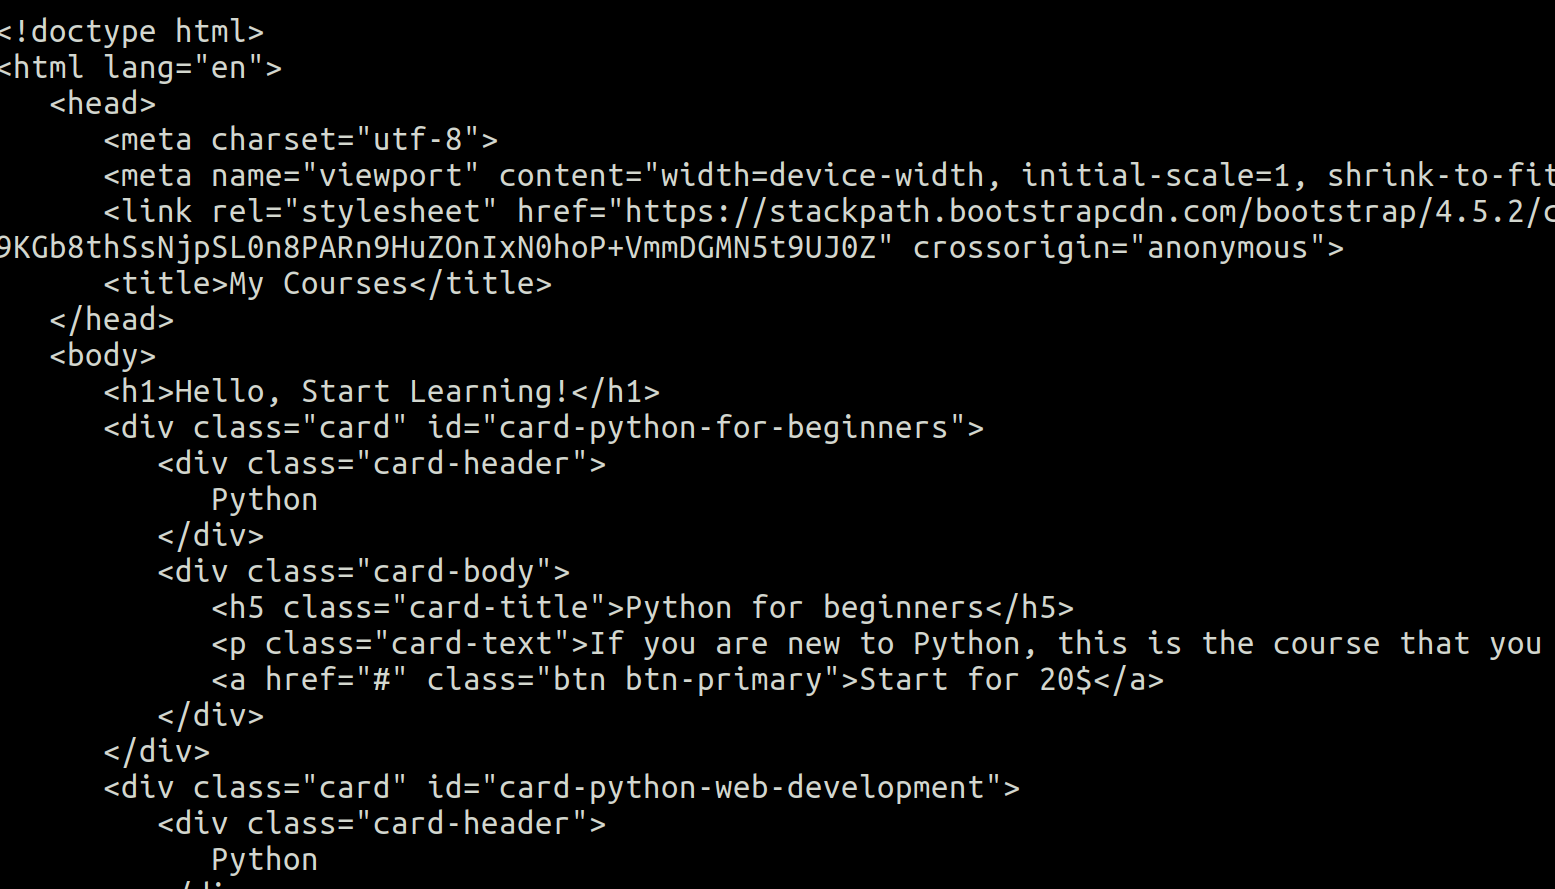 <!doctype html>
<html lang="en">
   <head>
      <meta charset="utf-8">
      <meta name="viewport" content="width=device-width, initial-scale=1, shrink-to-fit
      <link rel="stylesheet" href="https://stackpath.bootstrapcdn.com/bootstrap/4.5.2/c
9KGb8thSsNjpSL0n8PARn9HuZOnIxN0hoP+VmmDGMN5t9UJ0Z" crossorigin="anonymous">
      <title>My Courses</title>
   </head>
   <body>
      <h1>Hello, Start Learning!</h1>
      <div class="card" id="card-python-for-beginners">
         <div class="card-header">
            Python
         </div>
         <div class="card-body">
            <h5 class="card-title">Python for beginners</h5>
            <p class="card-text">If you are new to Python, this is the course that you
            <a href="#" class="btn btn-primary">Start for 20$</a>
         </div>
      </div>
      <div class="card" id="card-python-web-development">
         <div class="card-header">
            Python